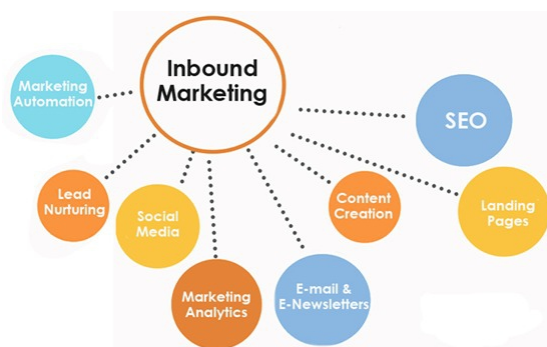 Inbound
Marketing
Marketing
Automation
SEO
Lead
Nurturing
Social
Media
Content
Creation
Landing
Pages
Marketing
Analytics
E-mail &
E-Newsletters